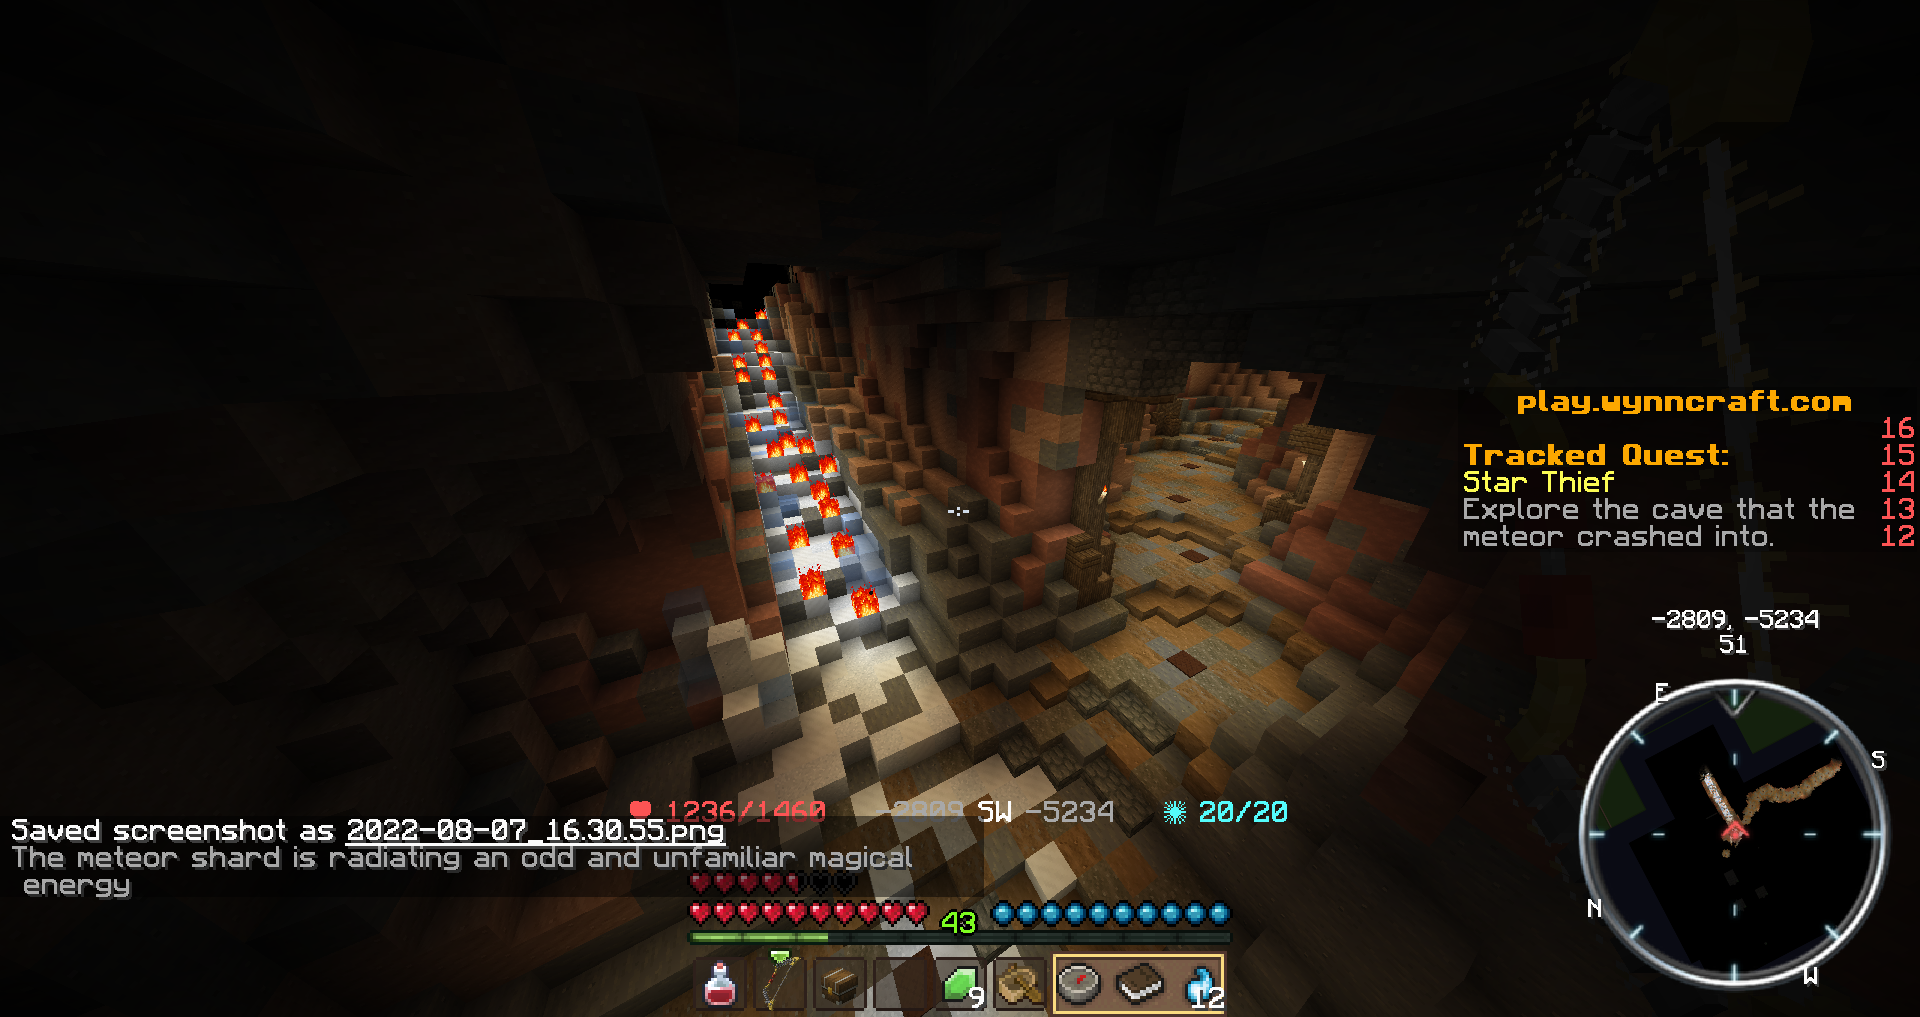 play.wynncraft.com
16
Tracked Quest: 15
Star Thief 14
Explore the cave that the 13
meteor crashed into. 12
-2809, -5234
51
E
S
N
W
1236/1460 -2809 SW -5234 20/20
Saved screenshot as 2022-08-07_16.30.55.png
The meteor shard is radiating an odd and unfamiliar magical
energy
43
9
12